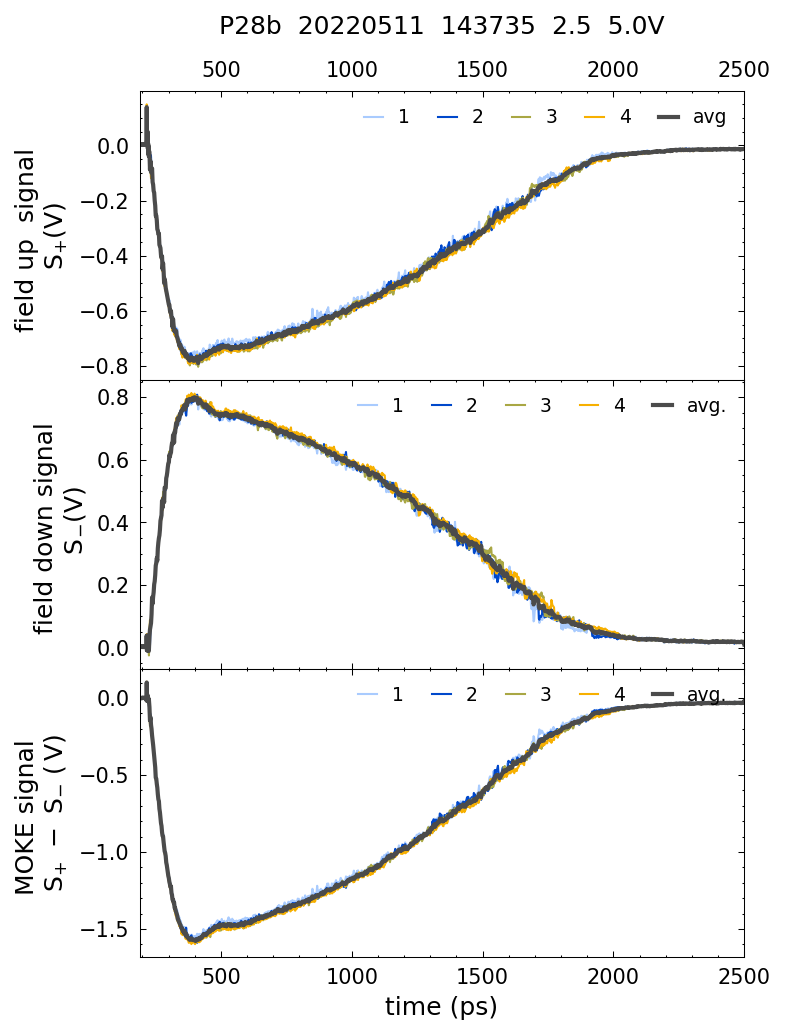 P28b 20220511 143735 2.5 5.0V
500 1000 1500 2000 2500
1 2 3 4 avg
0.0
−0.2
−0.4
−0.6
−0.8
field up signal
S₊(V)
1 2 3 4 avg.
0.8
0.6
0.4
0.2
0.0
field down signal
S₋(V)
1 2 3 4 avg.
0.0
−0.5
−1.0
−1.5
MOKE signal
S₊ − S₋ ( V)
500 1000 1500 2000 2500
time (ps)